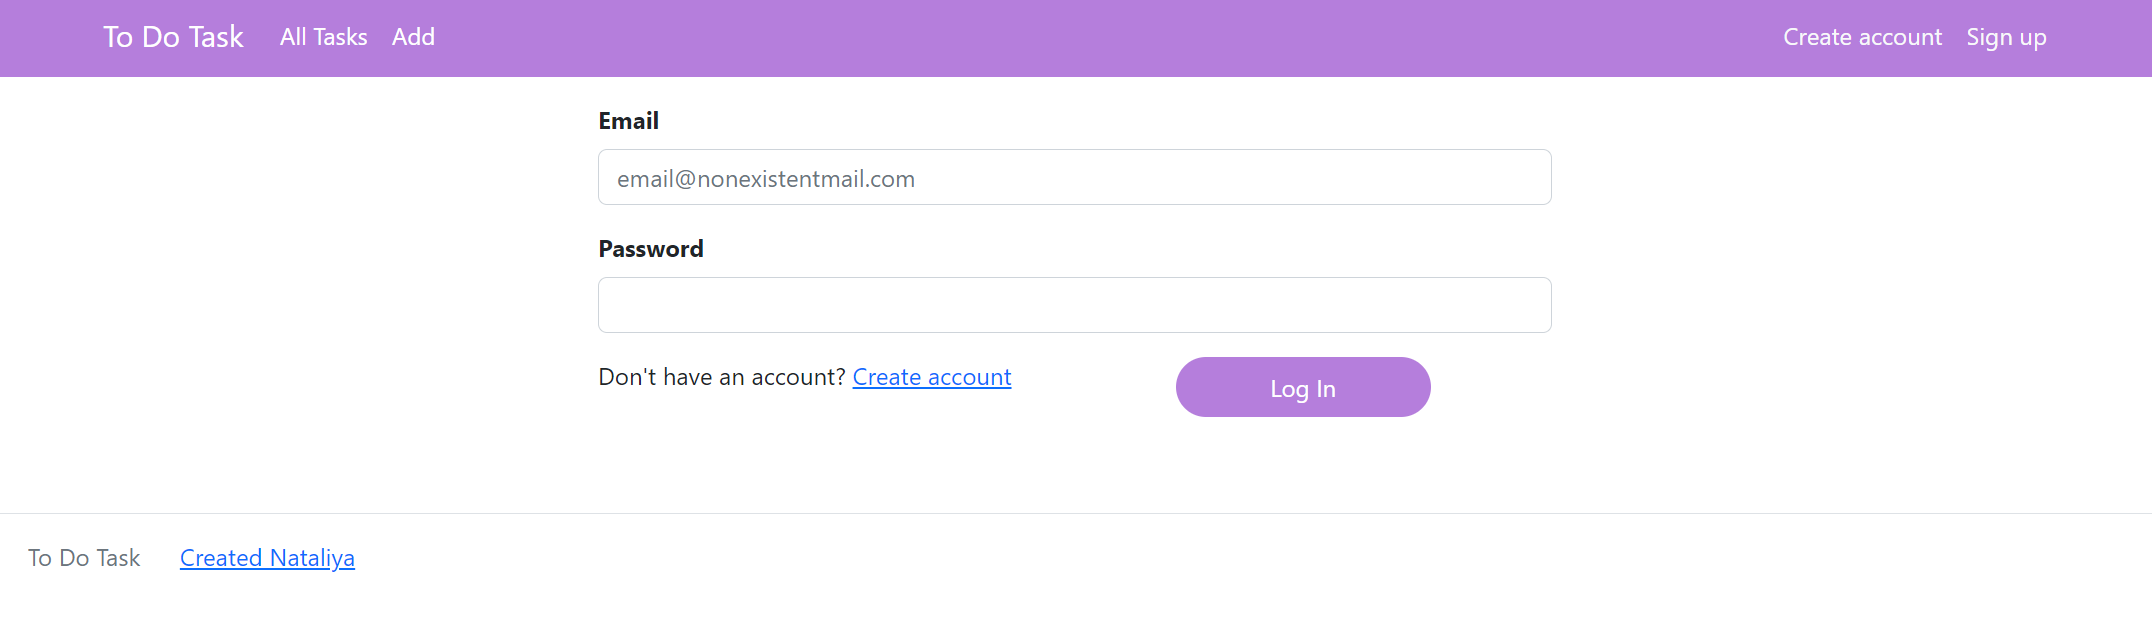 To Do Task All Tasks Add Create account Sign up
Email
email@nonexistentmail.com
Password
Don't have an account? Create account Log In
To Do Task Created Nataliya